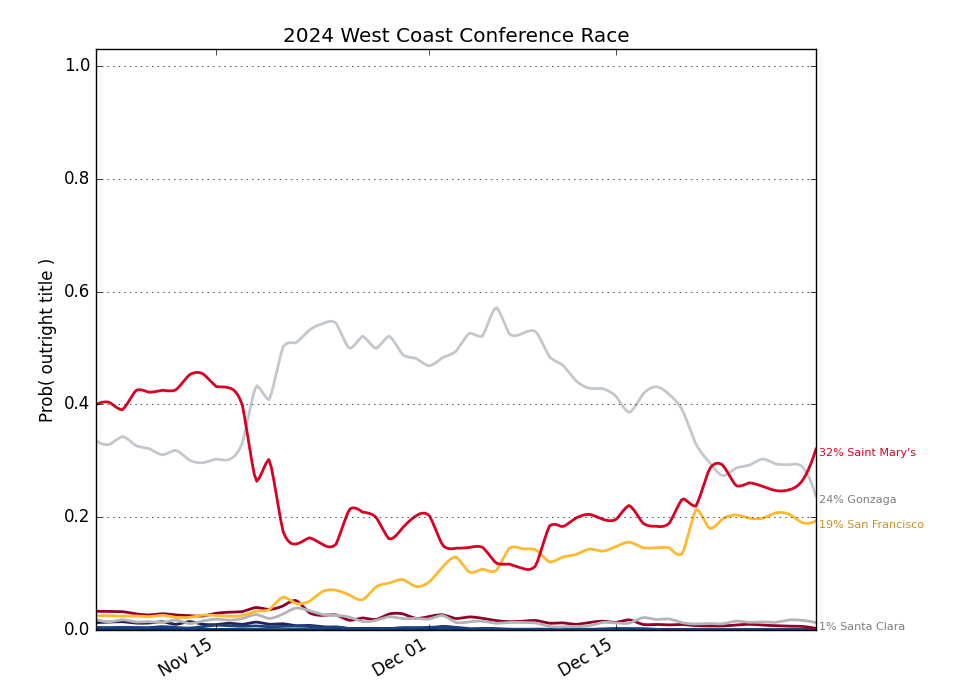 2024 West Coast Conference Race
1.0
0.8
0.6
0.4
0.2
0.0
Prob( outright title )
Nov 15
Dec 01
Dec 15
32% Saint Mary's
24% Gonzaga
19% San Francisco
1% Santa Clara